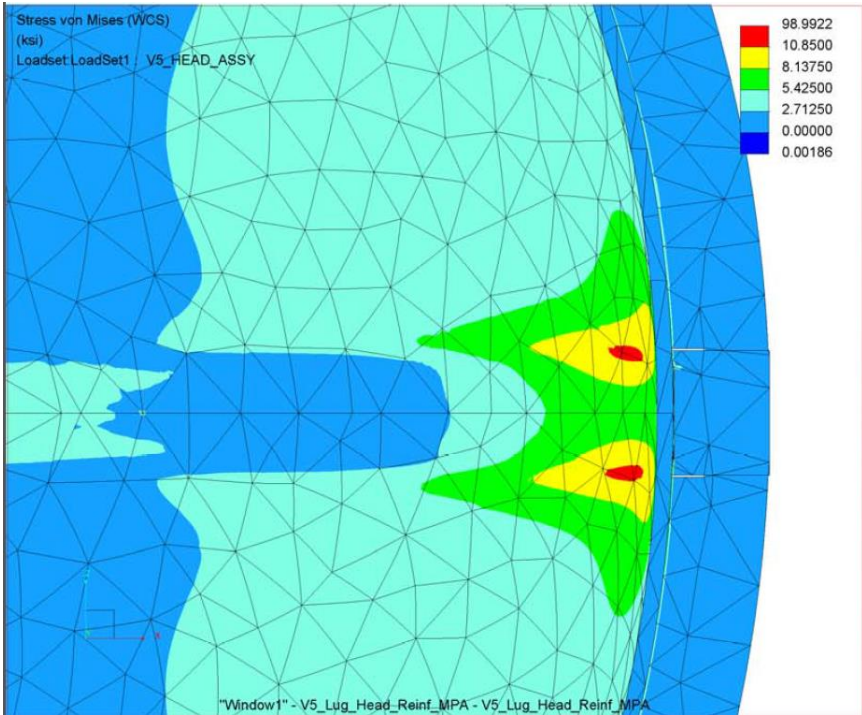 Stress von Mises (WCS)
(ksi)
Loadset:LoadSet1 : V5_HEAD_ASSY
98.9922
10.8500
8.13750
5.42500
2.71250
0.00000
0.00186
"Window1" - V5_Lug_Head_Reinf_MPA - V5_Lug_Head_Reinf_MPA